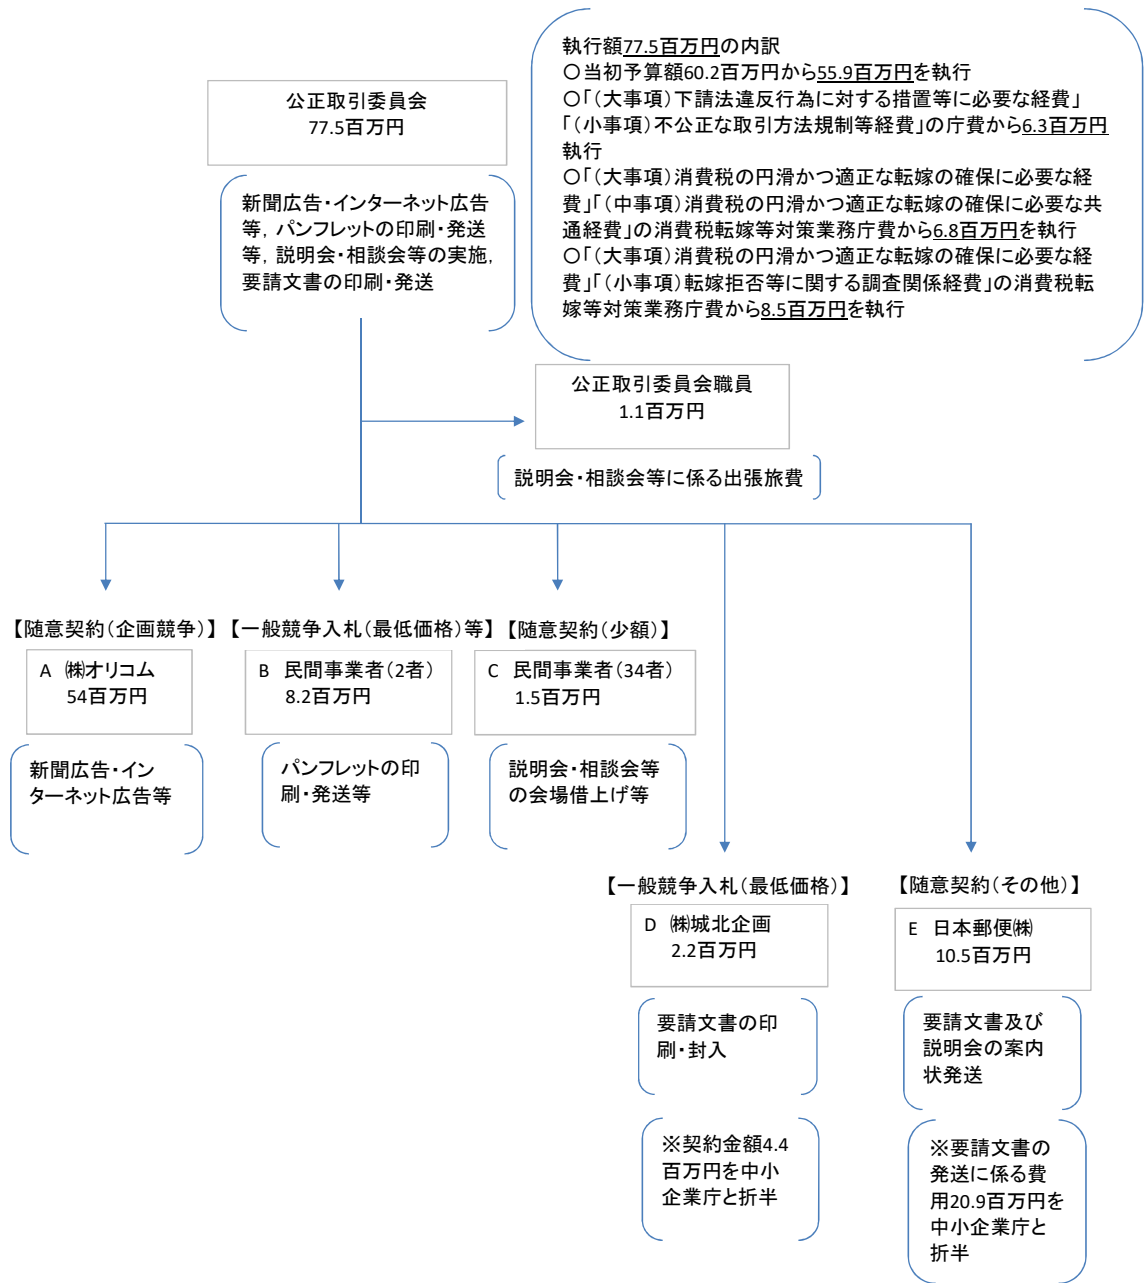 公正取引委員会
77.5百万円
新聞広告・インターネット広告
等，パンフレットの印刷・発送
等，説明会・相談会等の実施，
要請文書の印刷・発送
執行額77.5百万円の内訳
○当初予算額60.2百万円から55.9百万円を執行
○「（大事項）下請法違反行為に対する措置等に必要な経費」
「（小事項）不公正な取引方法規制等経費」の庁費から6.3百万円
執行
○「（大事項）消費税の円滑かつ適正な転嫁の確保に必要な経
費」「（中事項）消費税の円滑かつ適正な転嫁の確保に必要な共
通経費」の消費税転嫁等対策業務庁費から6.8百万円を執行
○「（大事項）消費税の円滑かつ適正な転嫁の確保に必要な経
費」「（小事項）転嫁拒否等に関する調査関係経費」の消費税転
嫁等対策業務庁費から8.5百万円を執行
公正取引委員会職員
1.1百万円
説明会・相談会等に係る出張旅費
【随意契約（企画競争）】
A ㈱オリコム
54百万円
新聞広告・イン
ターネット広告等
【一般競争入札（最低価格）等】
B 民間事業者（2者）
8.2百万円
パンフレットの印
刷・発送等
【随意契約（少額）】
C 民間事業者（34者）
1.5百万円
説明会・相談会等
の会場借上げ等
【一般競争入札（最低価格）】
D ㈱城北企画
2.2百万円
要請文書の印
刷・封入
※契約金額4.4
百万円を中小
企業庁と折半
【随意契約（その他）】
E 日本郵便㈱
10.5百万円
要請文書及び
説明会の案内
状発送
※要請文書の
発送に係る費
用20.9百万円を
中小企業庁と
折半